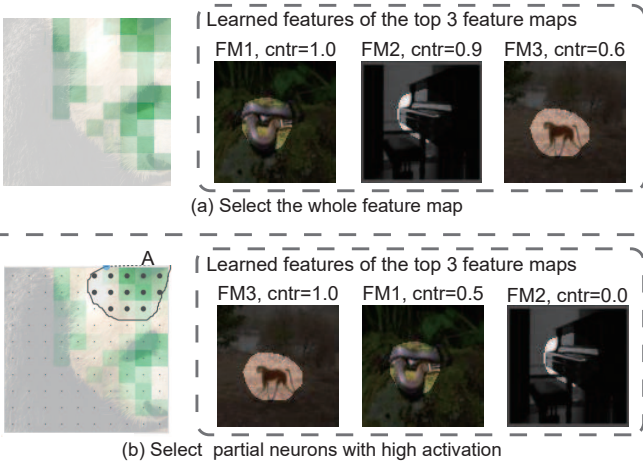 Learned features of the top 3 feature maps
FM1, cntr=1.0 FM2, cntr=0.9 FM3, cntr=0.6
(a) Select the whole feature map
A
Learned features of the top 3 feature maps
FM3, cntr=1.0 FM1, cntr=0.5 FM2, cntr=0.0
(b) Select partial neurons with high activation